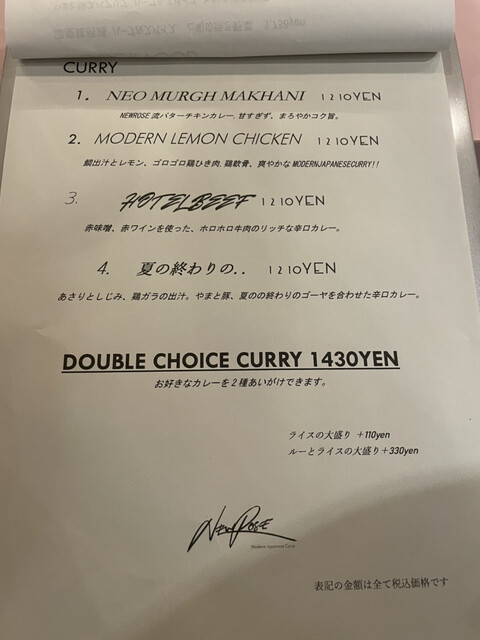 CURRY
1. NEO MURGH MAKHANI 1210YEN
NEWROSE流バターチキンカレー。甘すぎず、まろやかコク旨。
2. MODERN LEMON CHICKEN 1210YEN
鯛出汁とレモン、ゴロゴロ鶏ひき肉、鶏軟骨、爽やかなMODERNJAPANESECURRY!!
3. HOTELBEEF 1210YEN
赤味噌、赤ワインを使った、ホロホロ牛肉のリッチな辛口カレー。
4. 夏の終わりの.. 1210YEN
あさりとしじみ、鶏ガラの出汁。やまと豚、夏のの終わりのゴーヤを合わせた辛口カレー。
DOUBLE CHOICE CURRY 1430YEN
お好きなカレーを2種あいがけできます。
ライスの大盛り +110yen
ルーとライスの大盛り+330yen
NEWROSE
Modern Japanese Curry
表記の金額は全て税込価格です